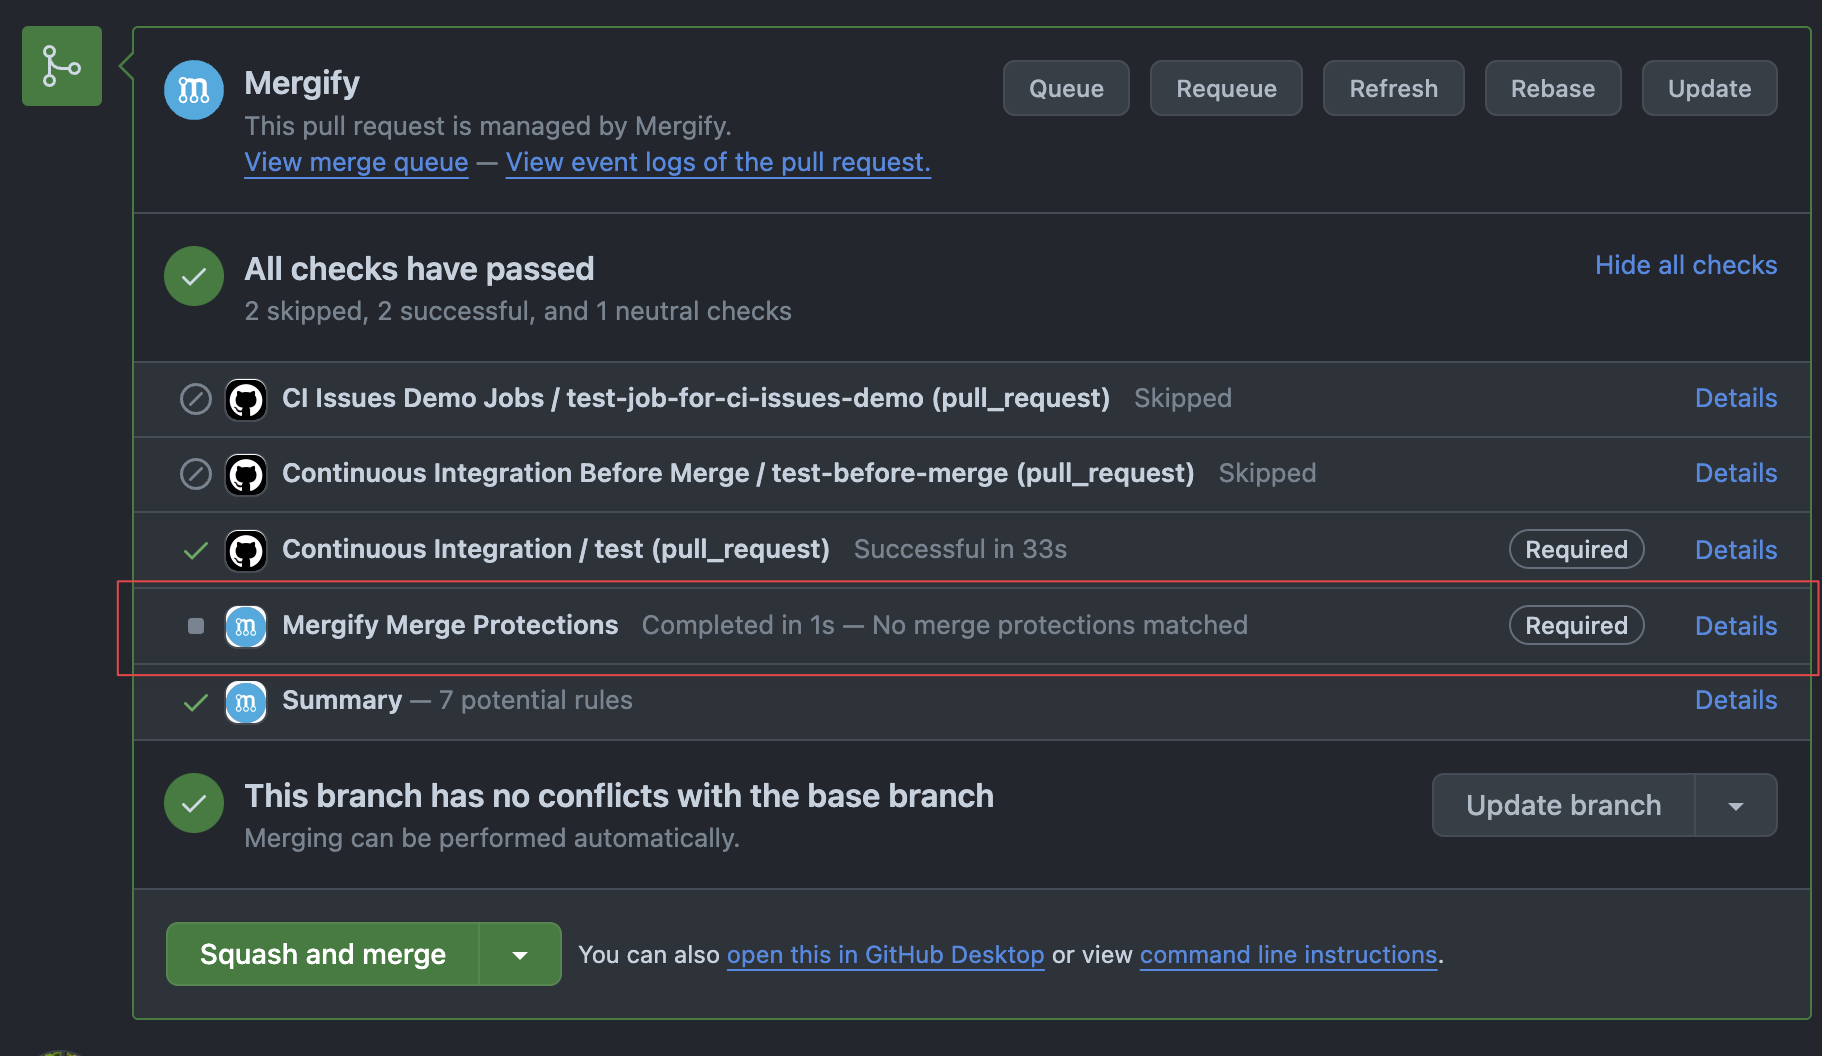 Mergify
Queue
Requeue
Refresh
Rebase
Update
This pull request is managed by Mergify.
View merge queue — View event logs of the pull request.
All checks have passed
Hide all checks
2 skipped, 2 successful, and 1 neutral checks
CI Issues Demo Jobs / test-job-for-ci-issues-demo (pull_request) Skipped Details
Continuous Integration Before Merge / test-before-merge (pull_request) Skipped Details
Continuous Integration / test (pull_request) Successful in 33s Required Details
Mergify Merge Protections Completed in 1s — No merge protections matched Required Details
Summary — 7 potential rules Details
This branch has no conflicts with the base branch
Merging can be performed automatically.
Update branch
Squash and merge
You can also open this in GitHub Desktop or view command line instructions.